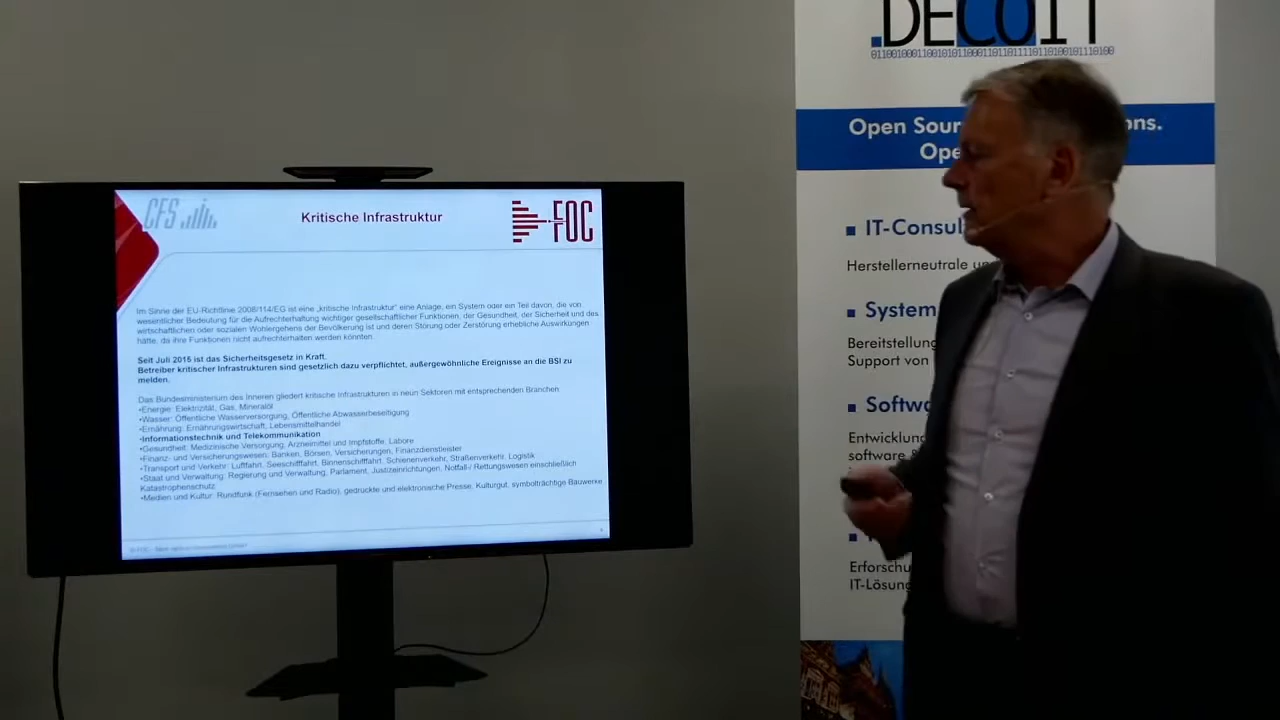 CFS
Kritische Infrastruktur
FOC
Im Sinne der EU-Richtlinie 2008/114/EG ist eine „kritische Infrastruktur“ eine Anlage, ein System oder ein Teil davon, die von
wesentlicher Bedeutung für die Aufrechterhaltung wichtiger gesellschaftlicher Funktionen, der Gesundheit, der Sicherheit und des
wirtschaftlichen oder sozialen Wohlergehens der Bevölkerung ist und deren Störung oder Zerstörung erhebliche Auswirkungen
hätte, da ihre Funktionen nicht aufrechterhalten werden könnten.
Seit Juli 2015 ist das Sicherheitsgesetz in Kraft.
Betreiber kritischer Infrastrukturen sind gesetzlich dazu verpflichtet, außergewöhnliche Ereignisse an die BSI zu
melden.
Das Bundesministerium des Inneren gliedert kritische Infrastrukturen in neun Sektoren mit entsprechenden Branchen
•Energie: Elektrizität, Gas, Mineralöl
•Wasser: Öffentliche Wasserversorgung, Öffentliche Abwasserbeseitigung
•Ernährung: Ernährungswirtschaft, Lebensmittelhandel
•Informationstechnik und Telekommunikation
•Gesundheit: Medizinische Versorgung, Arzneimittel und Impfstoffe, Labore
•Finanz- und Versicherungswesen: Banken, Börsen, Versicherungen, Finanzdienstleister
•Transport und Verkehr: Luftfahrt, Seeschifffahrt, Binnenschifffahrt, Schienenverkehr, Straßenverkehr, Logistik
•Staat und Verwaltung: Regierung und Verwaltung, Parlament, Justizeinrichtungen, Notfall-/ Rettungswesen einschließlich
Katastrophenschutz
•Medien und Kultur: Rundfunk (Fernsehen und Radio), gedruckte und elektronische Presse, Kulturgut, symbolträchtige Bauwerke
.DECOIT
Open Sour ons.
Ope
IT-Consul
Herstellerneutrale un
System
Bereitstellung
Support von
Softw
Entwicklun
software &
Erforschu
IT-Lösung